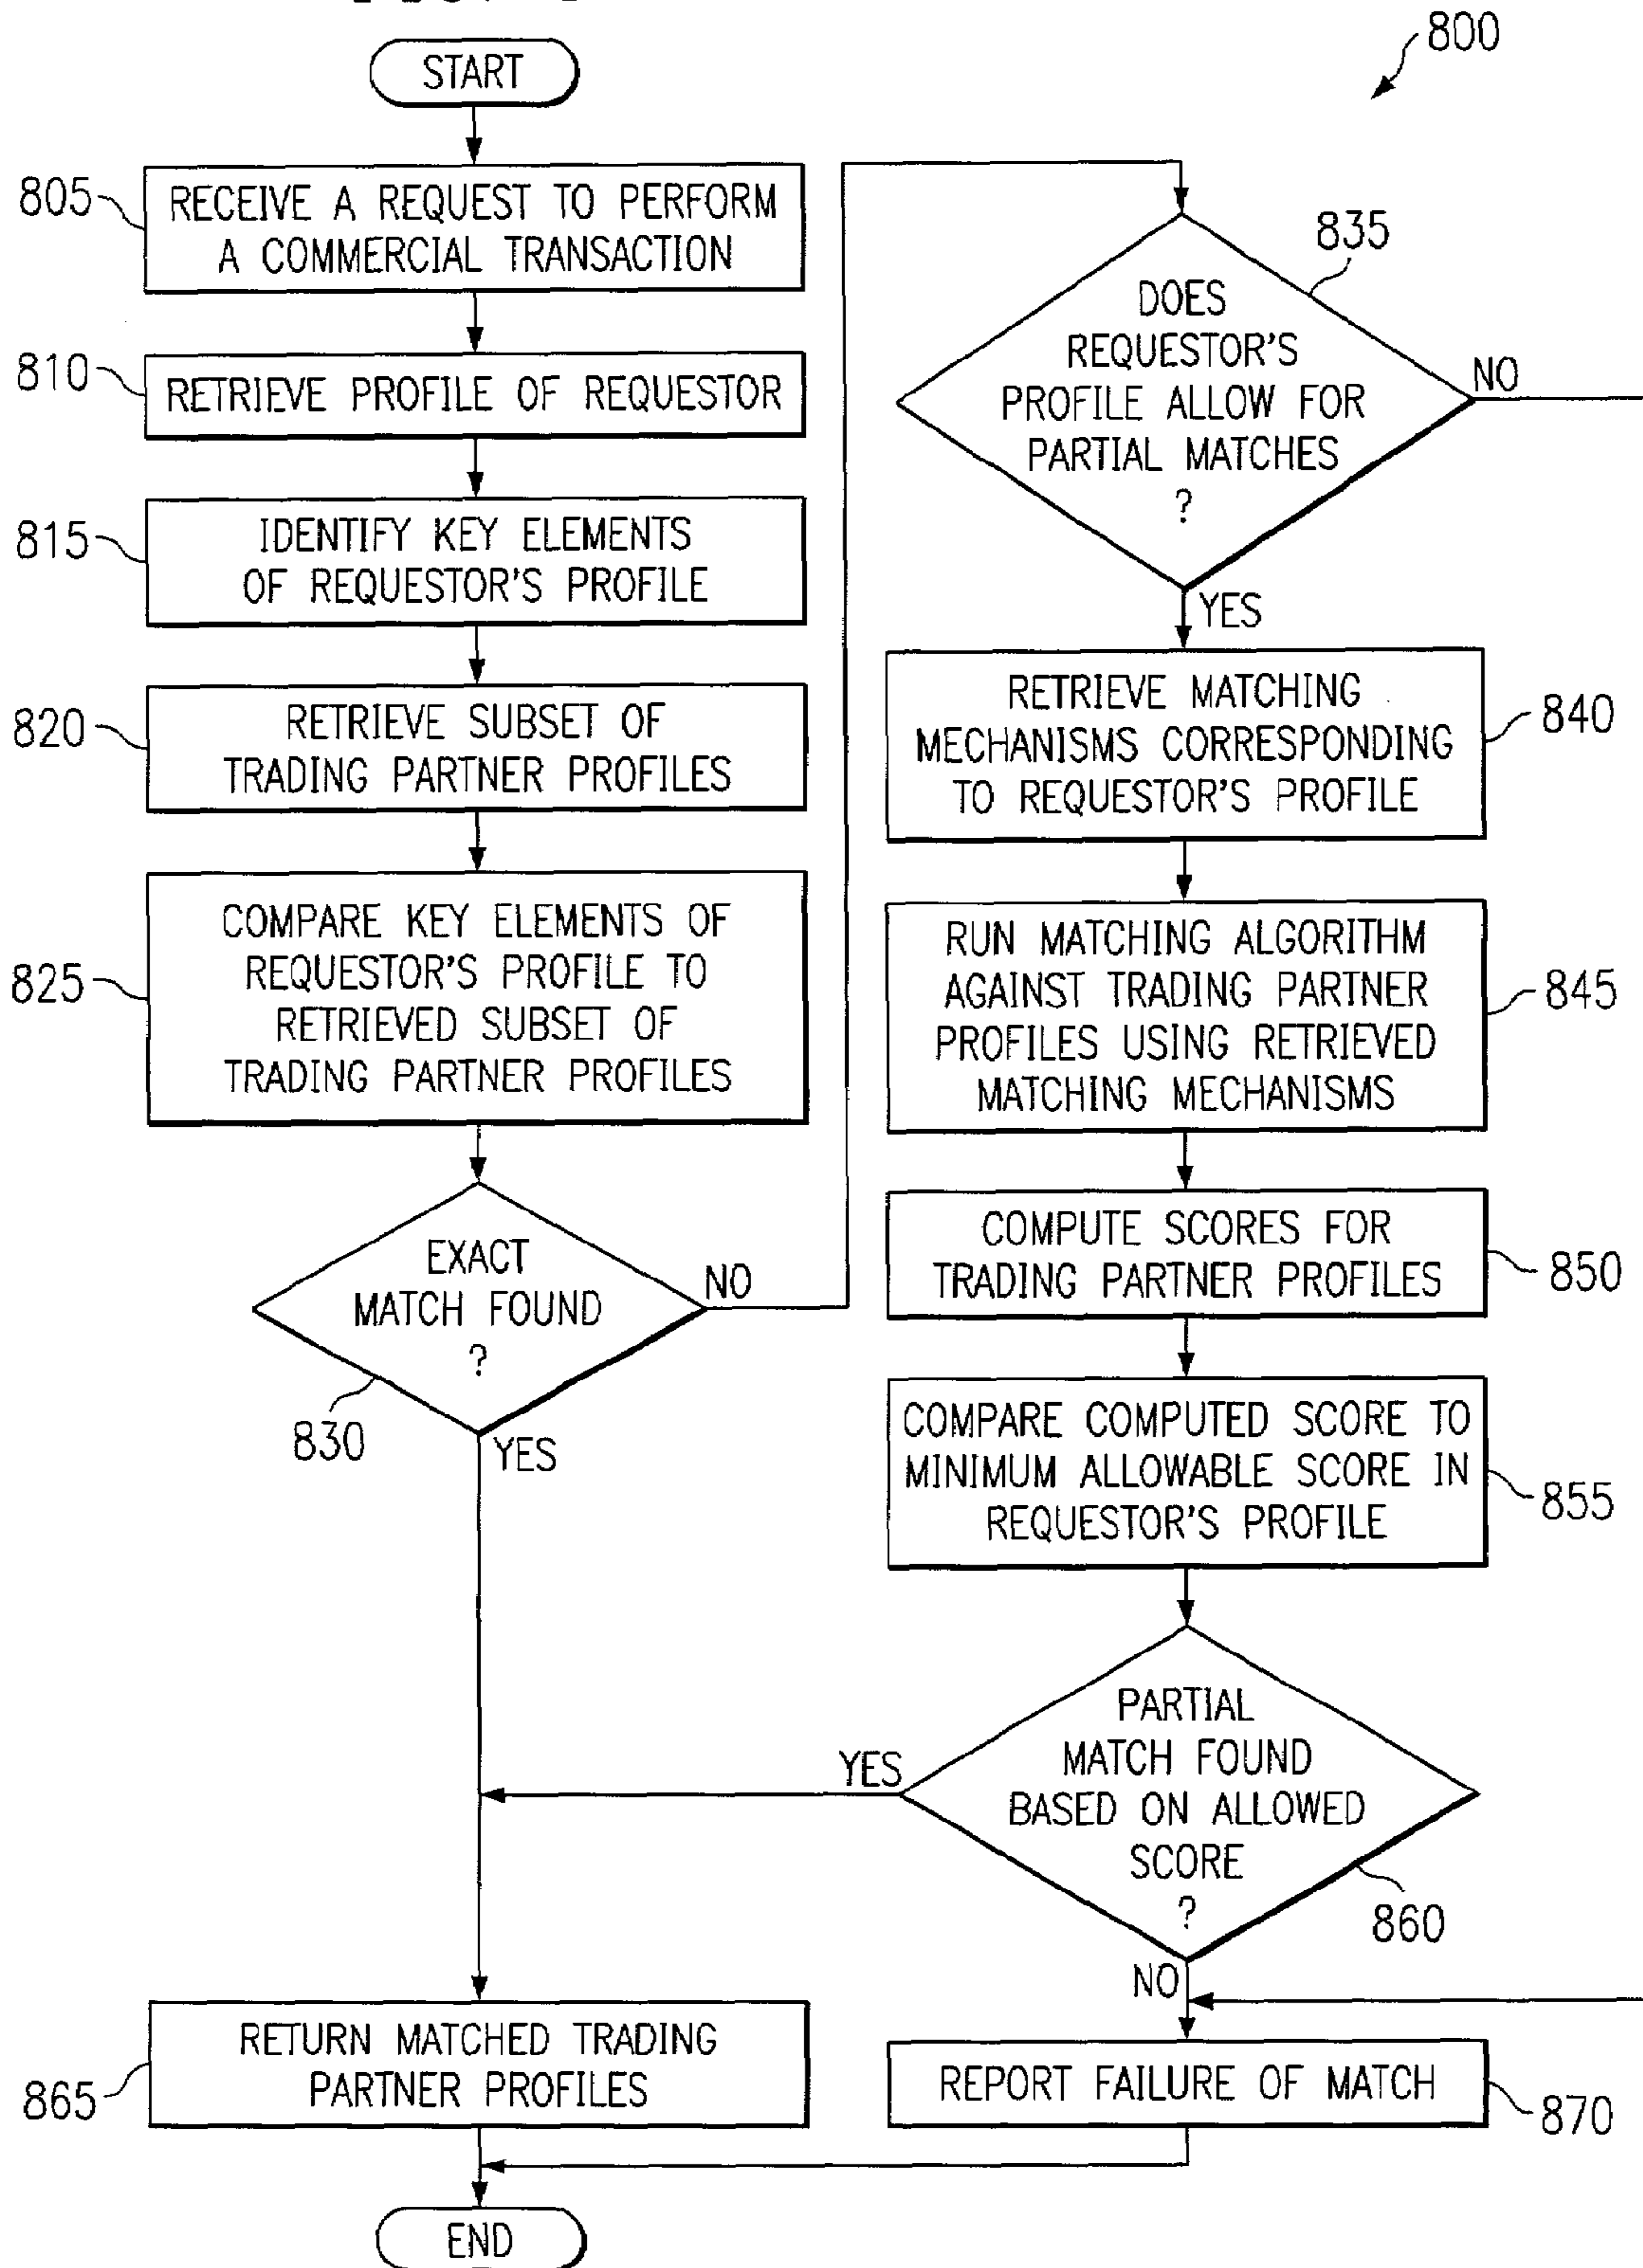 800
START
805
RECEIVE A REQUEST TO PERFORM
A COMMERCIAL TRANSACTION
810
RETRIEVE PROFILE OF REQUESTOR
815
IDENTIFY KEY ELEMENTS
OF REQUESTOR'S PROFILE
820
RETRIEVE SUBSET OF
TRADING PARTNER PROFILES
825
COMPARE KEY ELEMENTS OF
REQUESTOR'S PROFILE TO
RETRIEVED SUBSET OF
TRADING PARTNER PROFILES
EXACT
MATCH FOUND
?
NO
830
YES
835
DOES
REQUESTOR'S
PROFILE ALLOW FOR
PARTIAL MATCHES
?
NO
YES
RETRIEVE MATCHING
MECHANISMS CORRESPONDING
TO REQUESTOR'S PROFILE
840
RUN MATCHING ALGORITHM
AGAINST TRADING PARTNER
PROFILES USING RETRIEVED
MATCHING MECHANISMS
845
COMPUTE SCORES FOR
TRADING PARTNER PROFILES
850
COMPARE COMPUTED SCORE TO
MINIMUM ALLOWABLE SCORE IN
REQUESTOR'S PROFILE
855
PARTIAL
MATCH FOUND
BASED ON ALLOWED
SCORE
?
YES
860
NO
865
RETURN MATCHED TRADING
PARTNER PROFILES
REPORT FAILURE OF MATCH
870
END